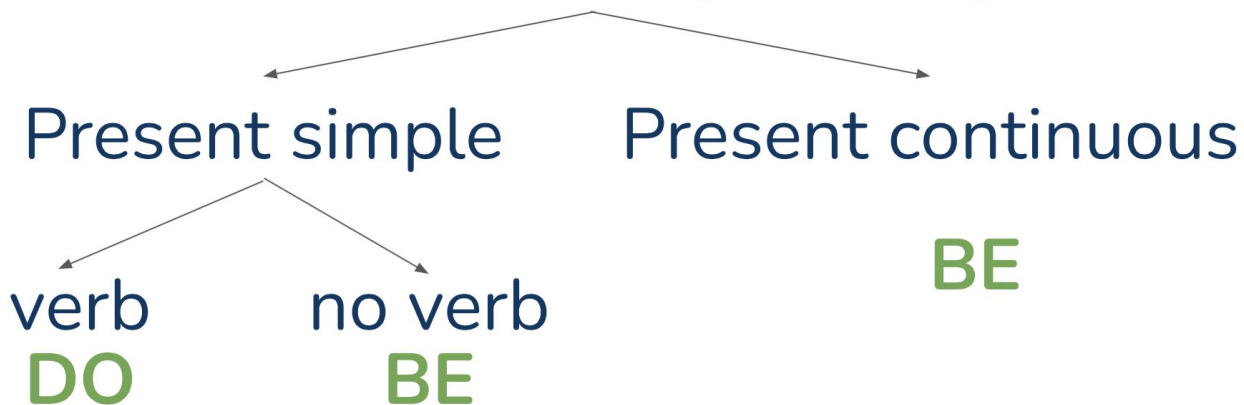 Present simple
Present continuous
BE
verb
no verb
DO
BE